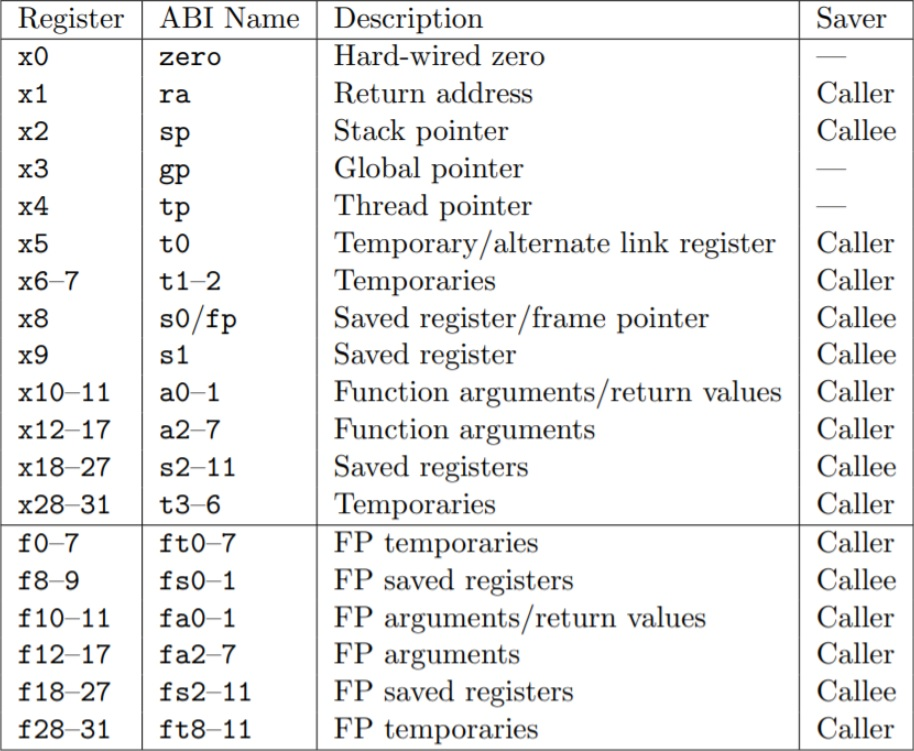 Register ABI Name Description Saver
x0 zero Hard-wired zero —
x1 ra Return address Caller
x2 sp Stack pointer Callee
x3 gp Global pointer —
x4 tp Thread pointer —
x5 t0 Temporary/alternate link register Caller
x6–7 t1–2 Temporaries Caller
x8 s0/fp Saved register/frame pointer Callee
x9 s1 Saved register Callee
x10–11 a0–1 Function arguments/return values Caller
x12–17 a2–7 Function arguments Caller
x18–27 s2–11 Saved registers Callee
x28–31 t3–6 Temporaries Caller
f0–7 ft0–7 FP temporaries Caller
f8–9 fs0–1 FP saved registers Callee
f10–11 fa0–1 FP arguments/return values Caller
f12–17 fa2–7 FP arguments Caller
f18–27 fs2–11 FP saved registers Callee
f28–31 ft8–11 FP temporaries Caller